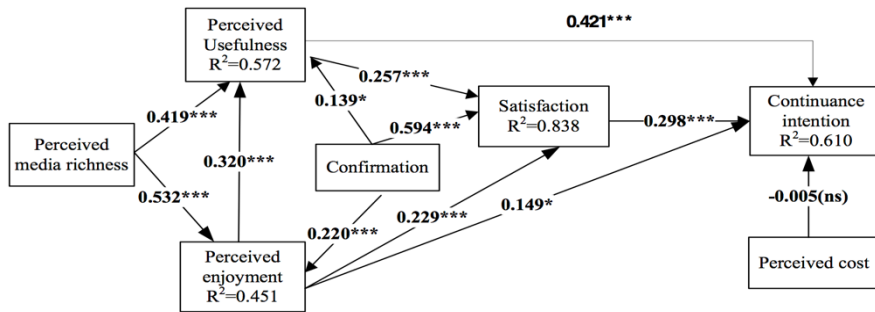 Perceived
Usefulness
R²=0.572
0.421***
0.257***
0.139*
0.419***
Satisfaction
R²=0.838
0.298***
Continuance
intention
R²=0.610
Perceived
media richness
0.594***
0.320***
Confirmation
0.532***
0.229***
0.149*
-0.005(ns)
0.220***
Perceived
enjoyment
R²=0.451
Perceived cost